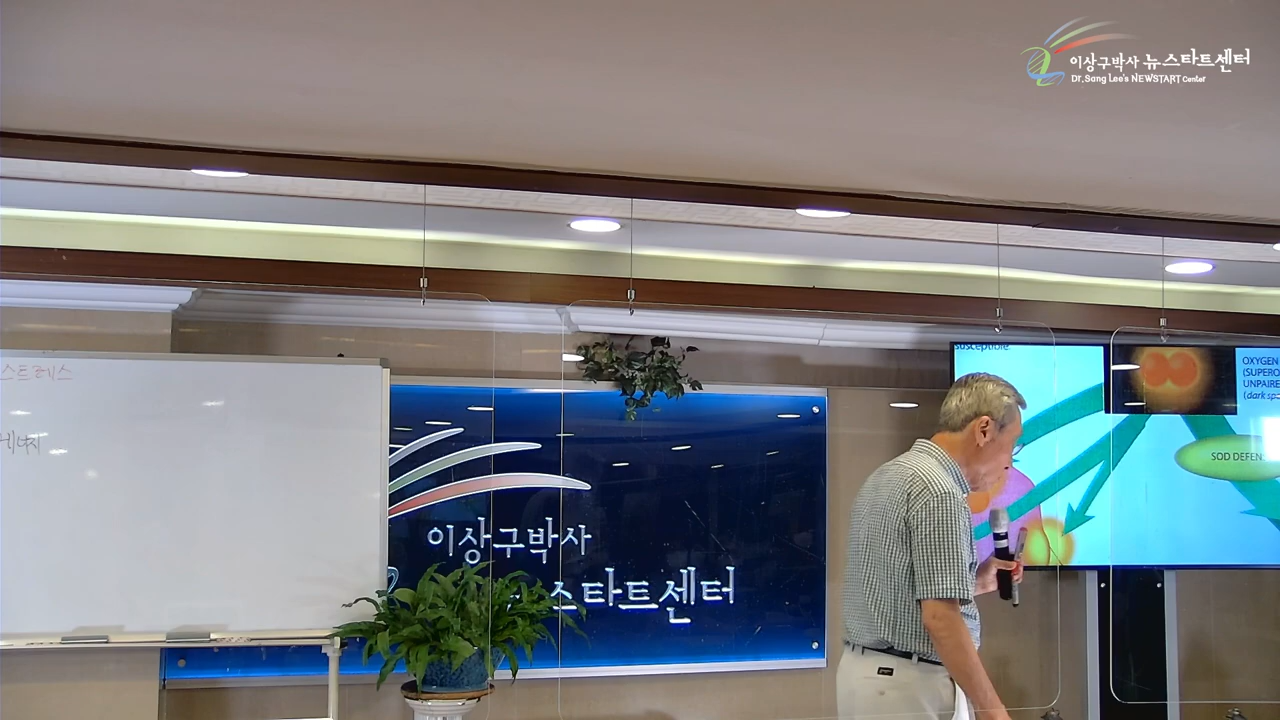 이상구박사 뉴스타트센터
Dr. Sang Lee's NEWSTART Center
스트레스
에너지
susceptible
OXYGEN
(SUPERO
UNPAIRE
(dark sp
SOD DEFEN
이상구박사
스타트센터